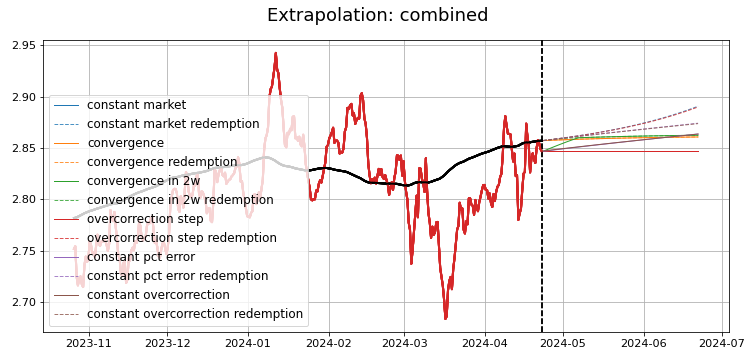 Extrapolation: combined
2.95
2.90
2.85
2.80
2.75
2.70
constant market
constant market redemption
convergence
convergence redemption
convergence in 2w
convergence in 2w redemption
overcorrection step
overcorrection step redemption
constant pct error
constant pct error redemption
constant overcorrection
constant overcorrection redemption
2023-11 2023-12 2024-01 2024-02 2024-03 2024-04 2024-05 2024-06 2024-07